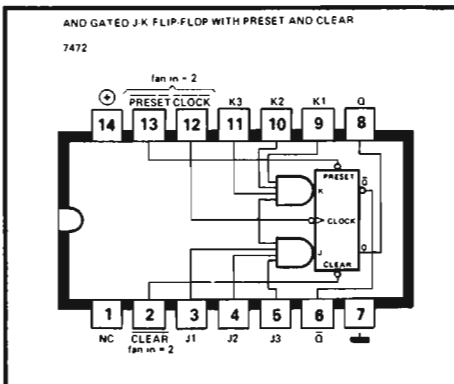 AND GATED J-K FLIP-FLOP WITH PRESET AND CLEAR
7472
fan in = 2
PRESET CLOCK K3 K2 K1 Q
14 13 12 11 10 9 8
PRESET
K
Q̅
CLOCK
J
Q
CLEAR
1 2 3 4 5 6 7
NC CLEAR J1 J2 J3 Q̅
fan in = 2